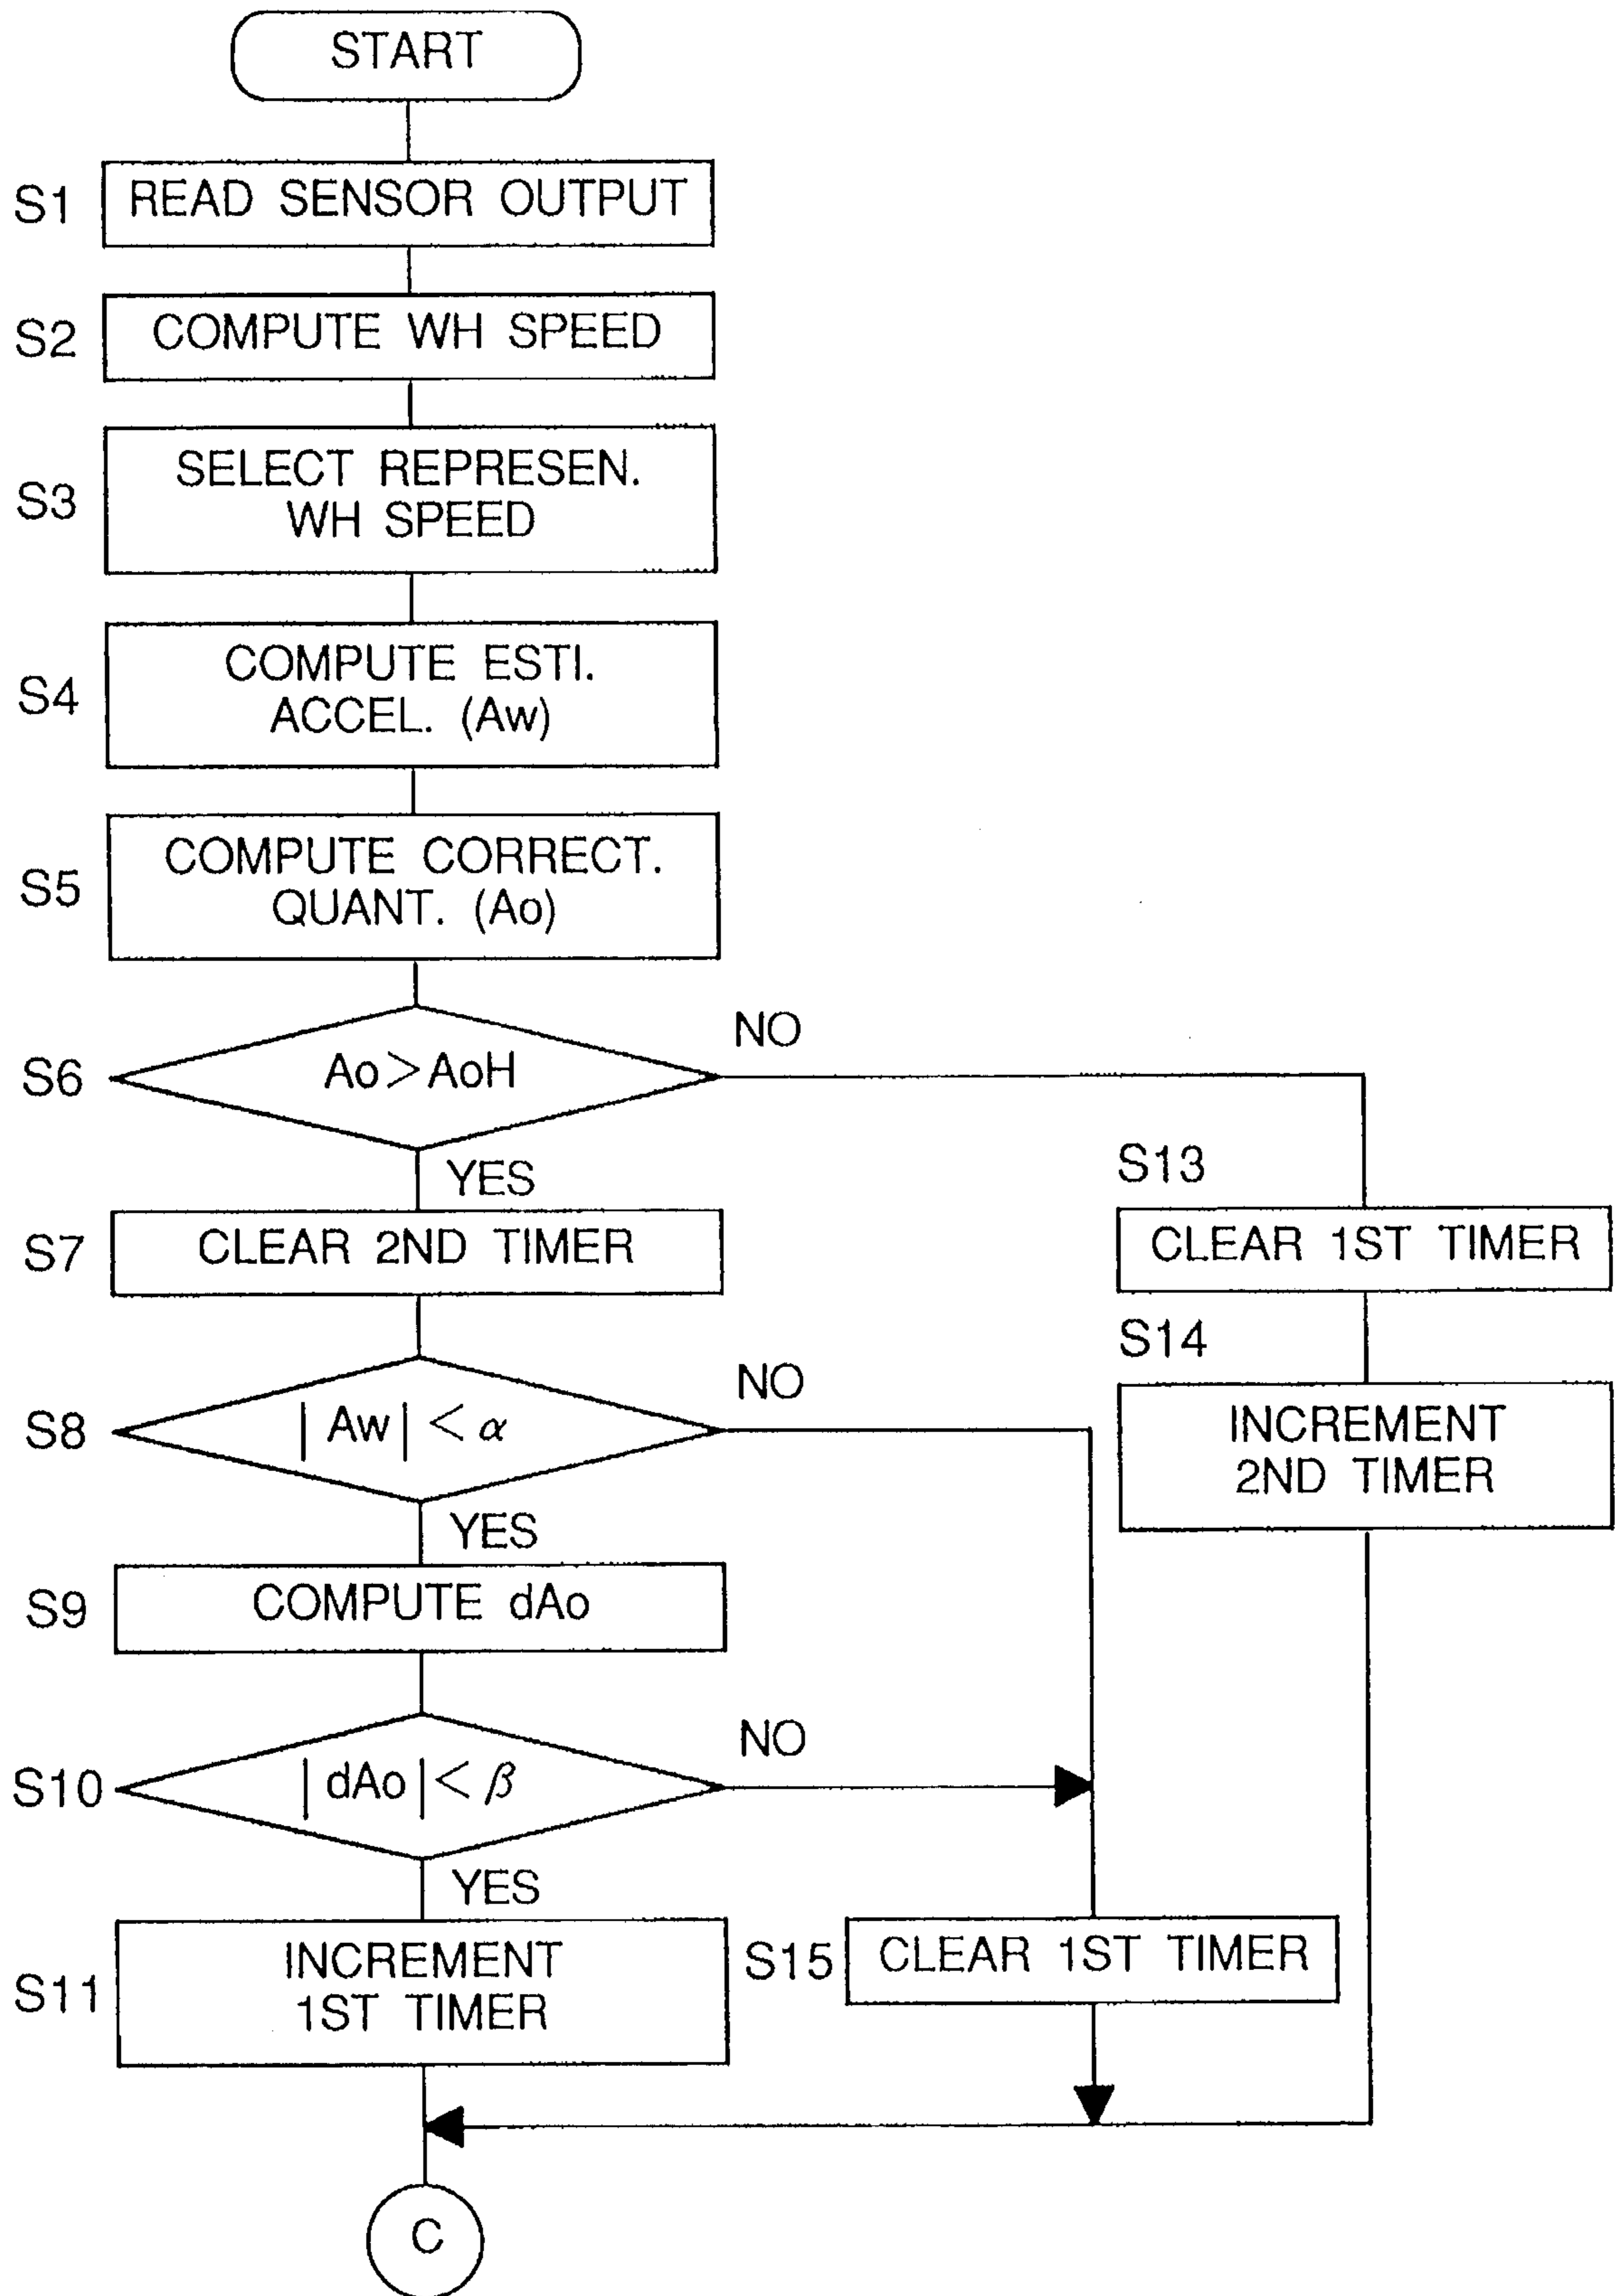 START
S1
READ SENSOR OUTPUT
S2
COMPUTE WH SPEED
S3
SELECT REPRESEN.
WH SPEED
S4
COMPUTE ESTI.
ACCEL. (Aw)
S5
COMPUTE CORRECT.
QUANT. (Ao)
S6
Ao>AoH
NO
YES
S13
CLEAR 1ST TIMER
S7
CLEAR 2ND TIMER
S14
INCREMENT
2ND TIMER
S8
|Aw|<α
NO
YES
S9
COMPUTE dAo
S10
|dAo|<β
NO
YES
S11
INCREMENT
1ST TIMER
S15
CLEAR 1ST TIMER
C